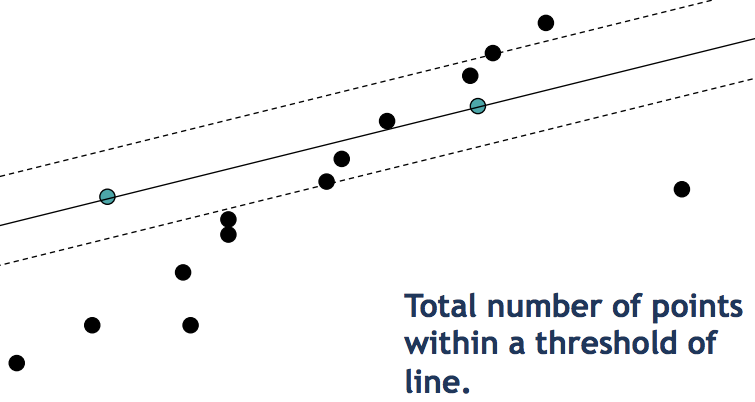 Total number of points
within a threshold of
line.